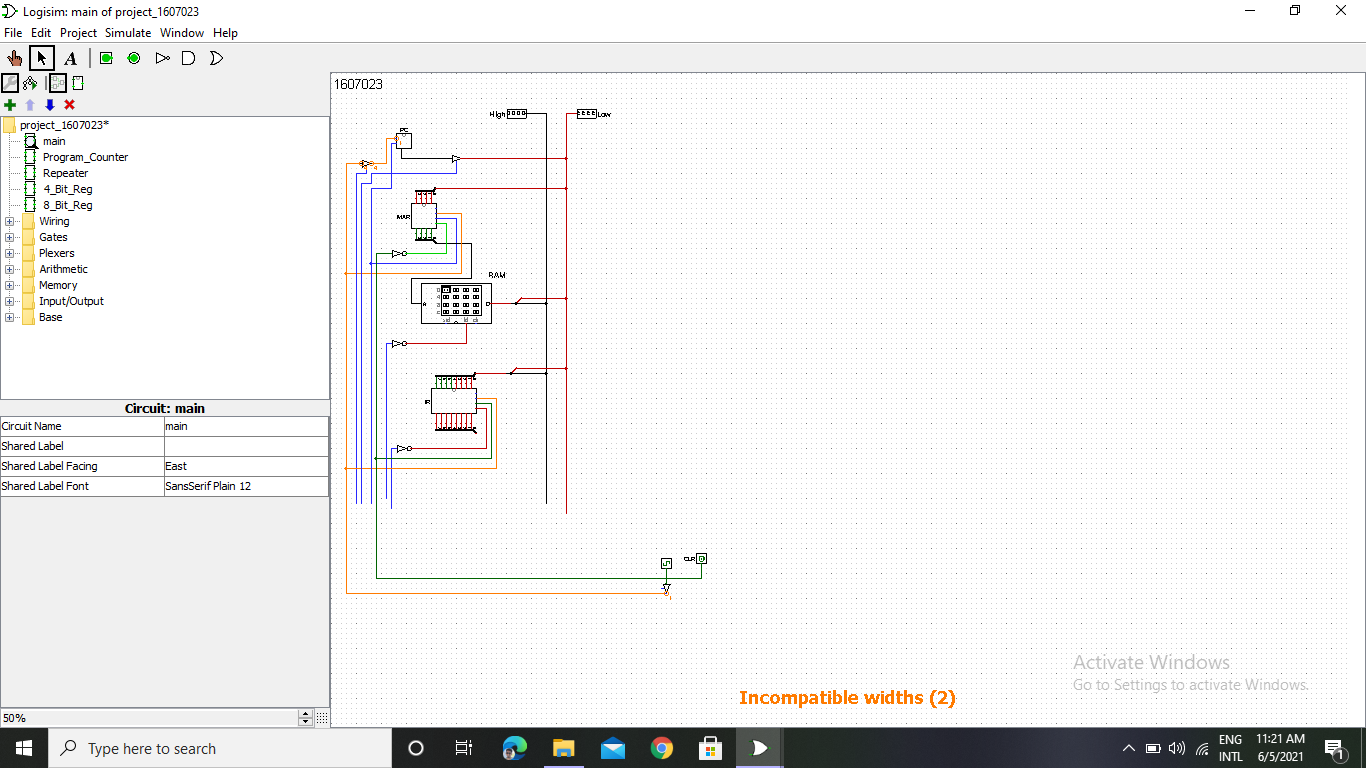 Logisim: main of project_1607023
File Edit Project Simulate Window Help
project_1607023*
main
Program_Counter
Repeater
4_Bit_Reg
8_Bit_Reg
Wiring
Gates
Plexers
Arithmetic
Memory
Input/Output
Base
Circuit: main
Circuit Name main
Shared Label
Shared Label Facing East
Shared Label Font SansSerif Plain 12
50%
1607023
High Low
PC
MAR
RAM
A D
IR
CLR
Incompatible widths (2)
Activate Windows
Go to Settings to activate Windows.
Type here to search
ENG
INTL
11:21 AM
6/5/2021
1